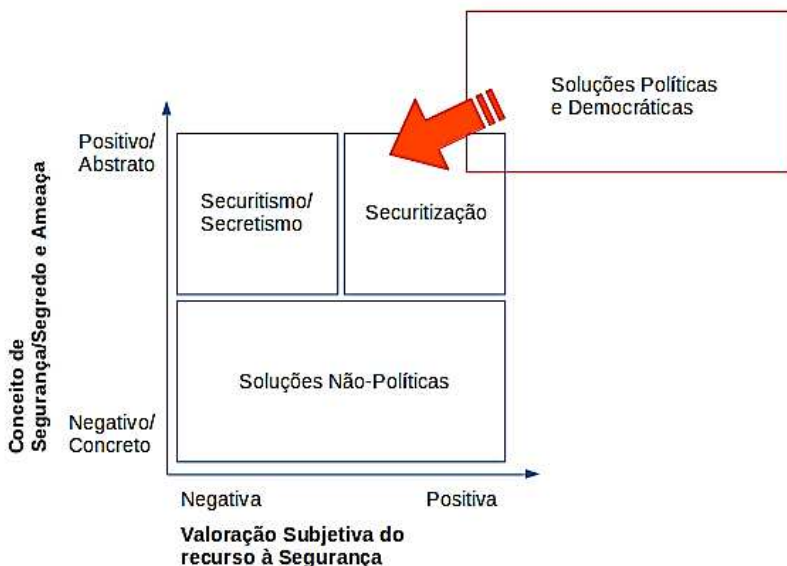 Soluções Políticas
e Democráticas
Positivo/
Abstrato
Securitismo/
Secretismo
Securitização
Conceito de
Segurança/Segredo e Ameaça
Soluções Não-Políticas
Negativo/
Concreto
Negativa
Positiva
Valoração Subjetiva do
recurso à Segurança